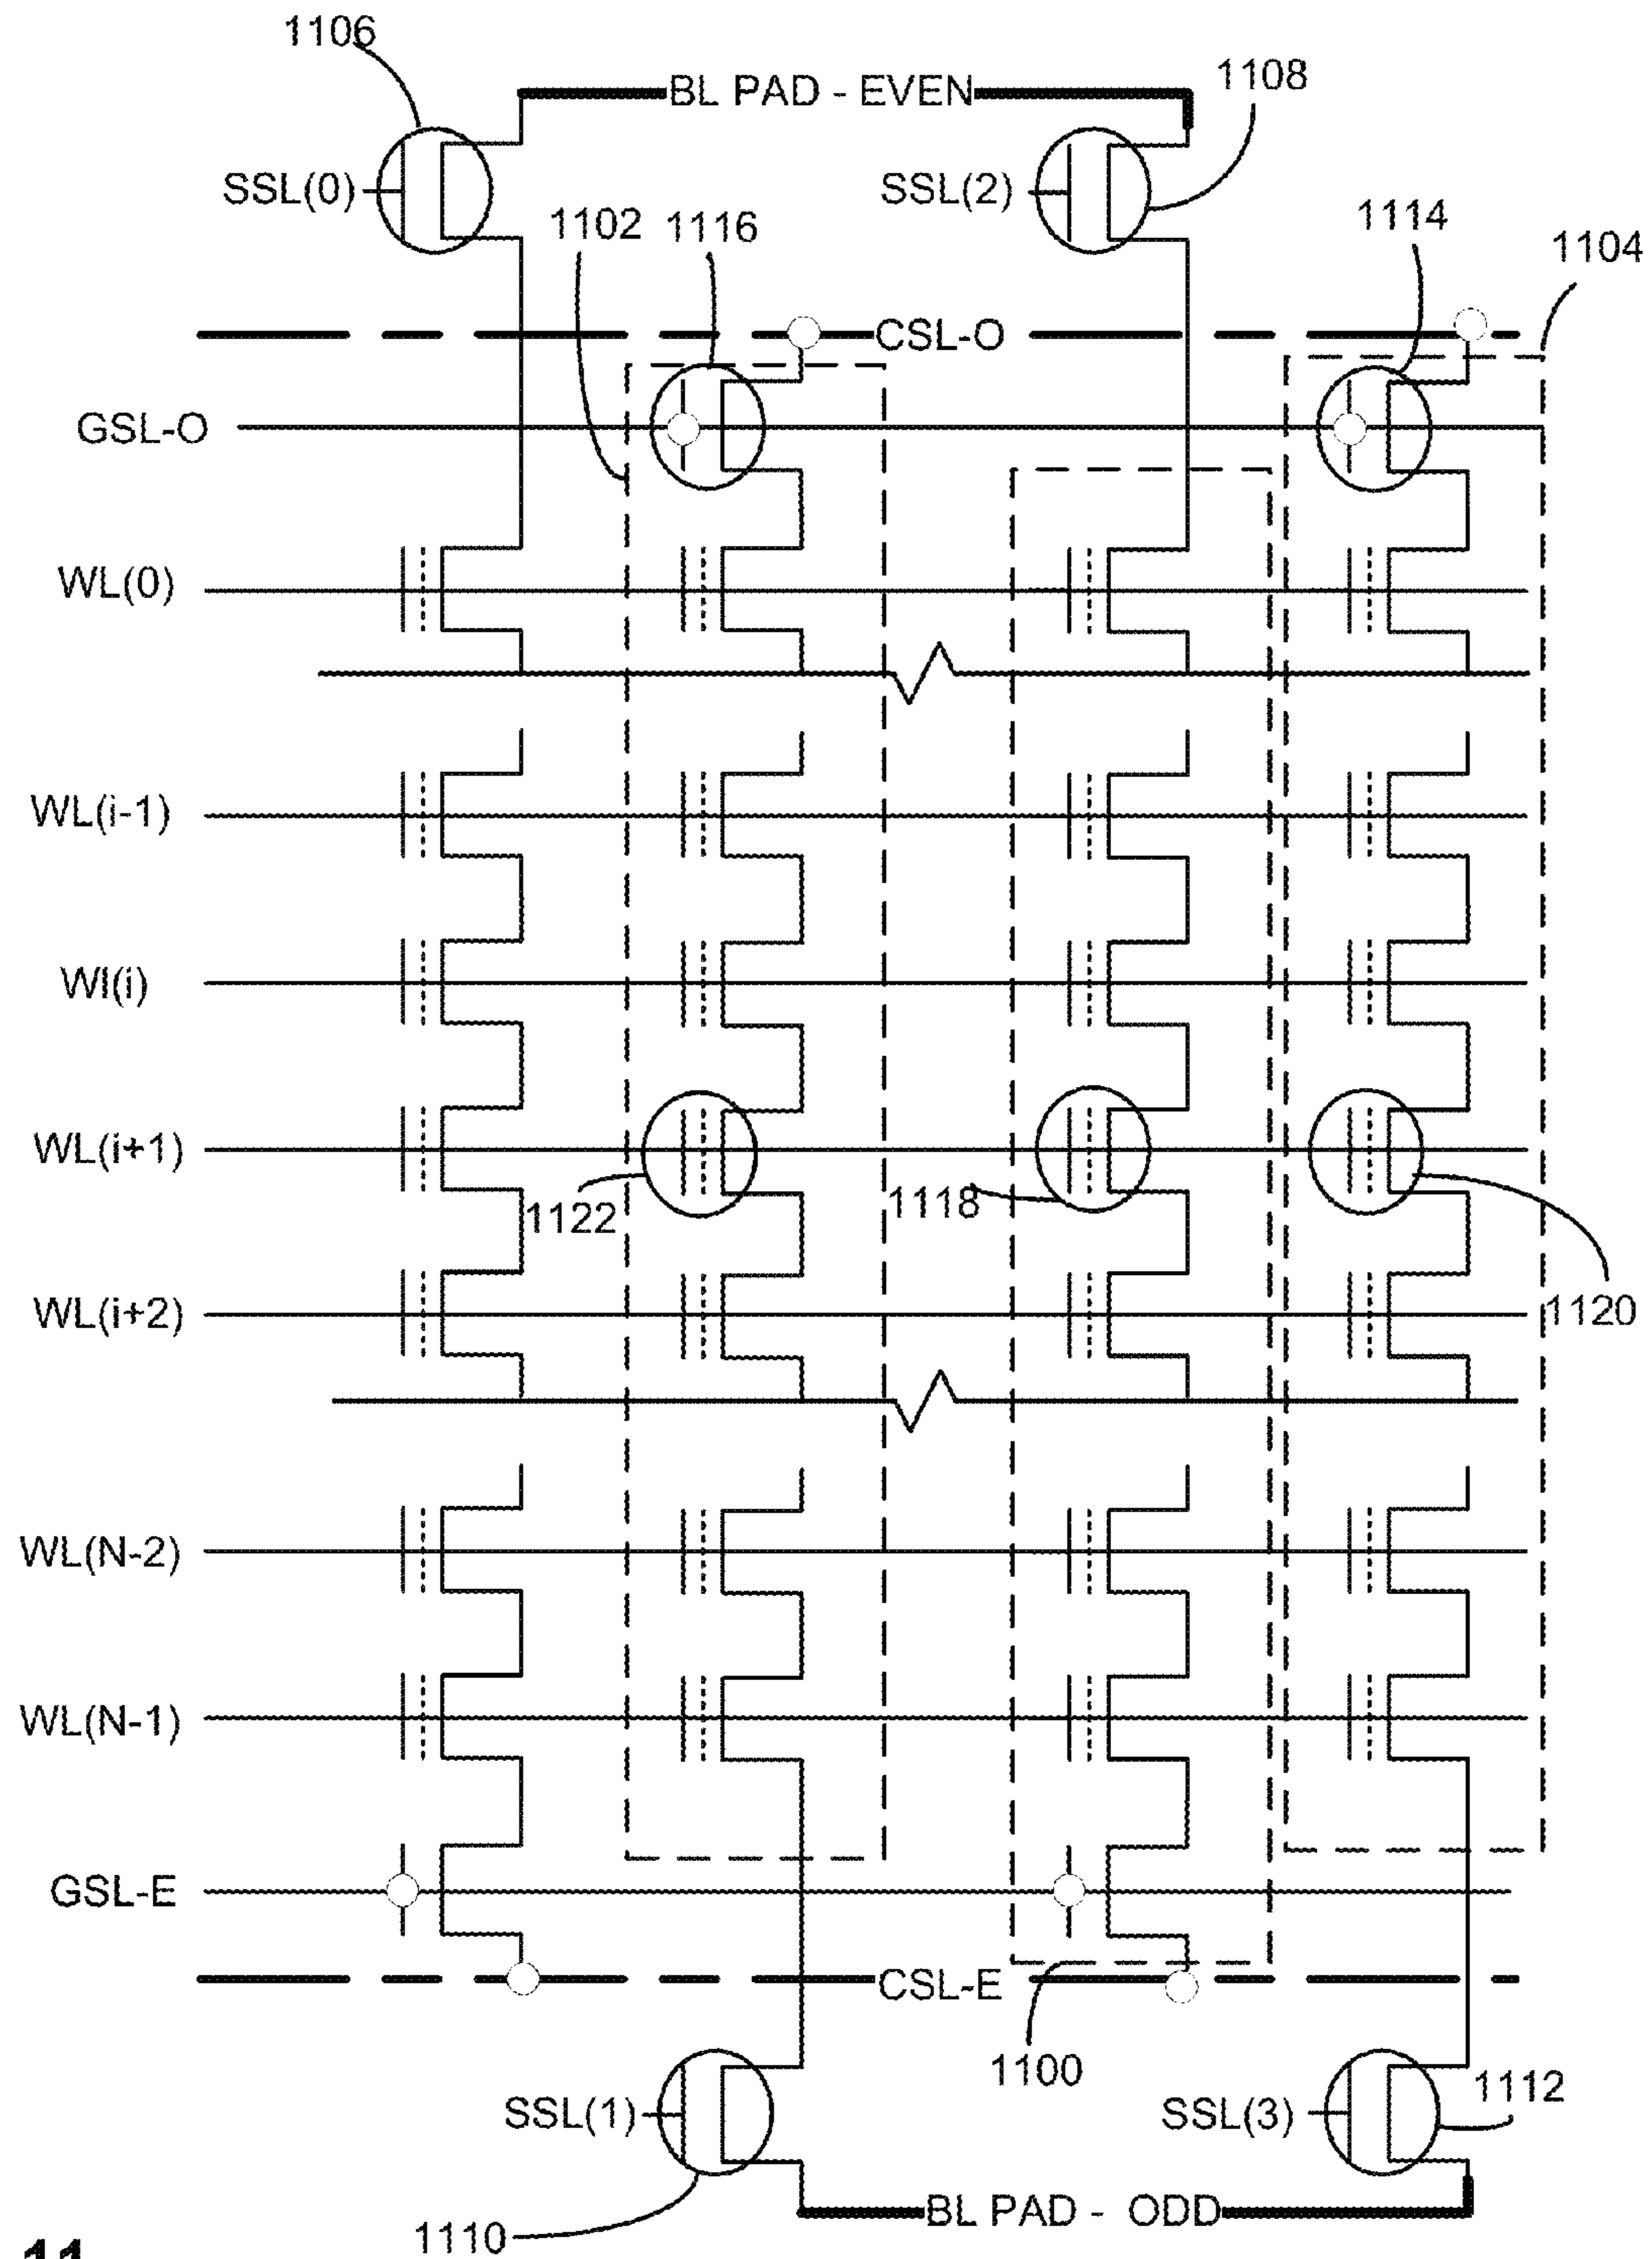 1106
BL PAD - EVEN
1108
SSL(0)
SSL(2)
1102
1116
1114
1104
CSL-O
GSL-O
WL(0)
WL(i-1)
Wl(i)
WL(i+1)
1122
1118
WL(i+2)
1120
WL(N-2)
WL(N-1)
GSL-E
CSL-E
1100
SSL(1)
SSL(3)
1112
BL PAD - ODD
1110
11